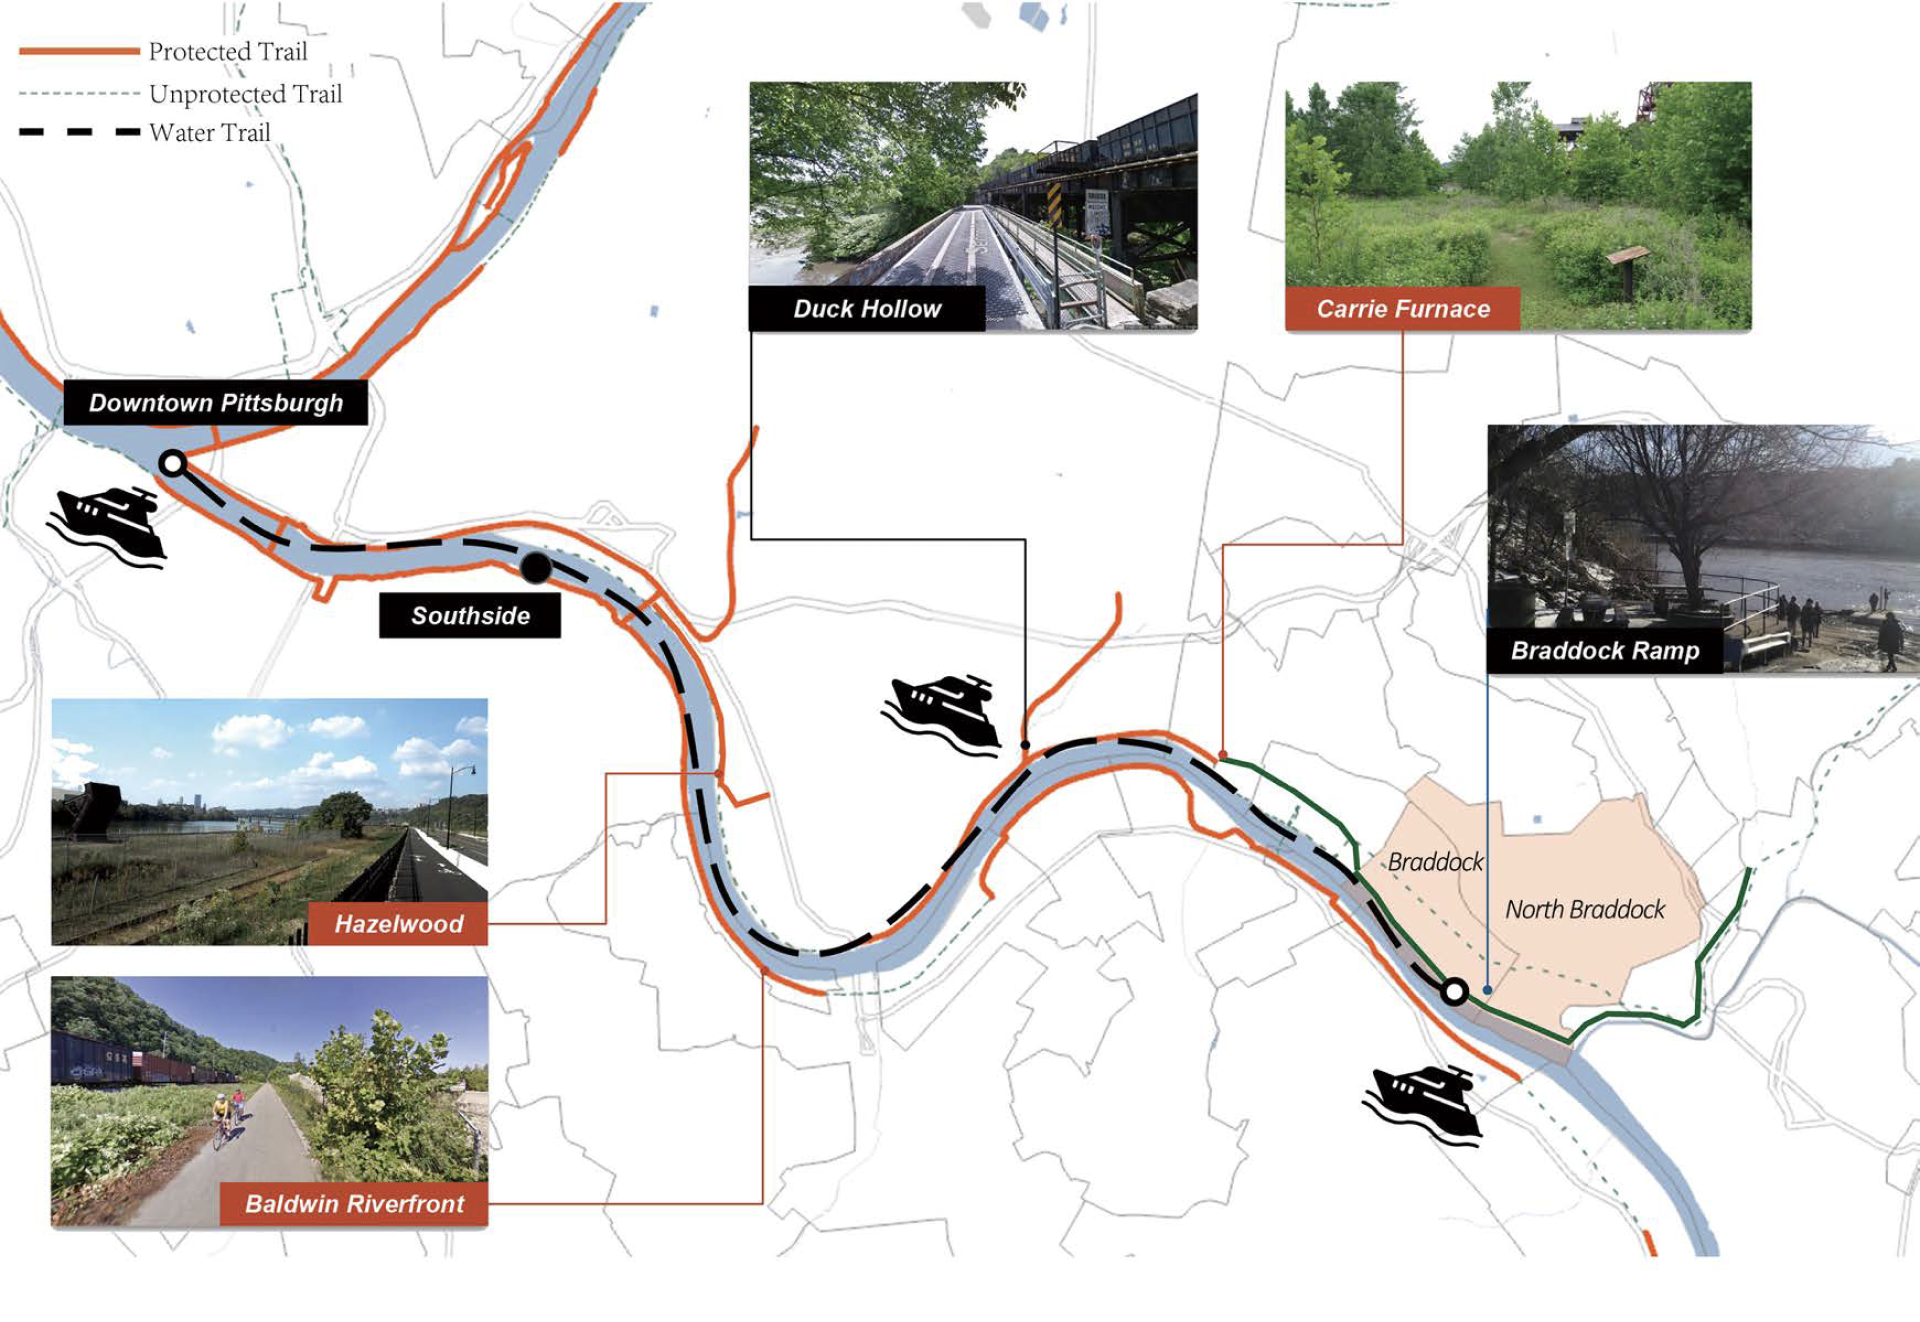 Protected Trail
Unprotected Trail
Water Trail
Duck Hollow
Carrie Furnace
Downtown Pittsburgh
Southside
Braddock Ramp
Braddock
North Braddock
Hazelwood
Baldwin Riverfront